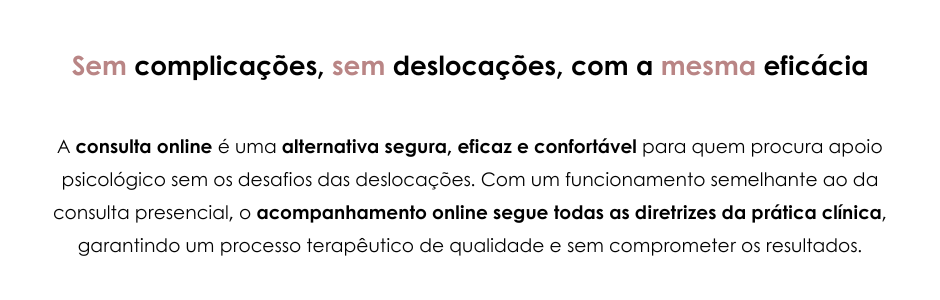 Sem complicações, sem deslocações, com a mesma eficácia
A consulta online é uma alternativa segura, eficaz e confortável para quem procura apoio
psicológico sem os desafios das deslocações. Com um funcionamento semelhante ao da
consulta presencial, o acompanhamento online segue todas as diretrizes da prática clínica,
garantindo um processo terapêutico de qualidade e sem comprometer os resultados.